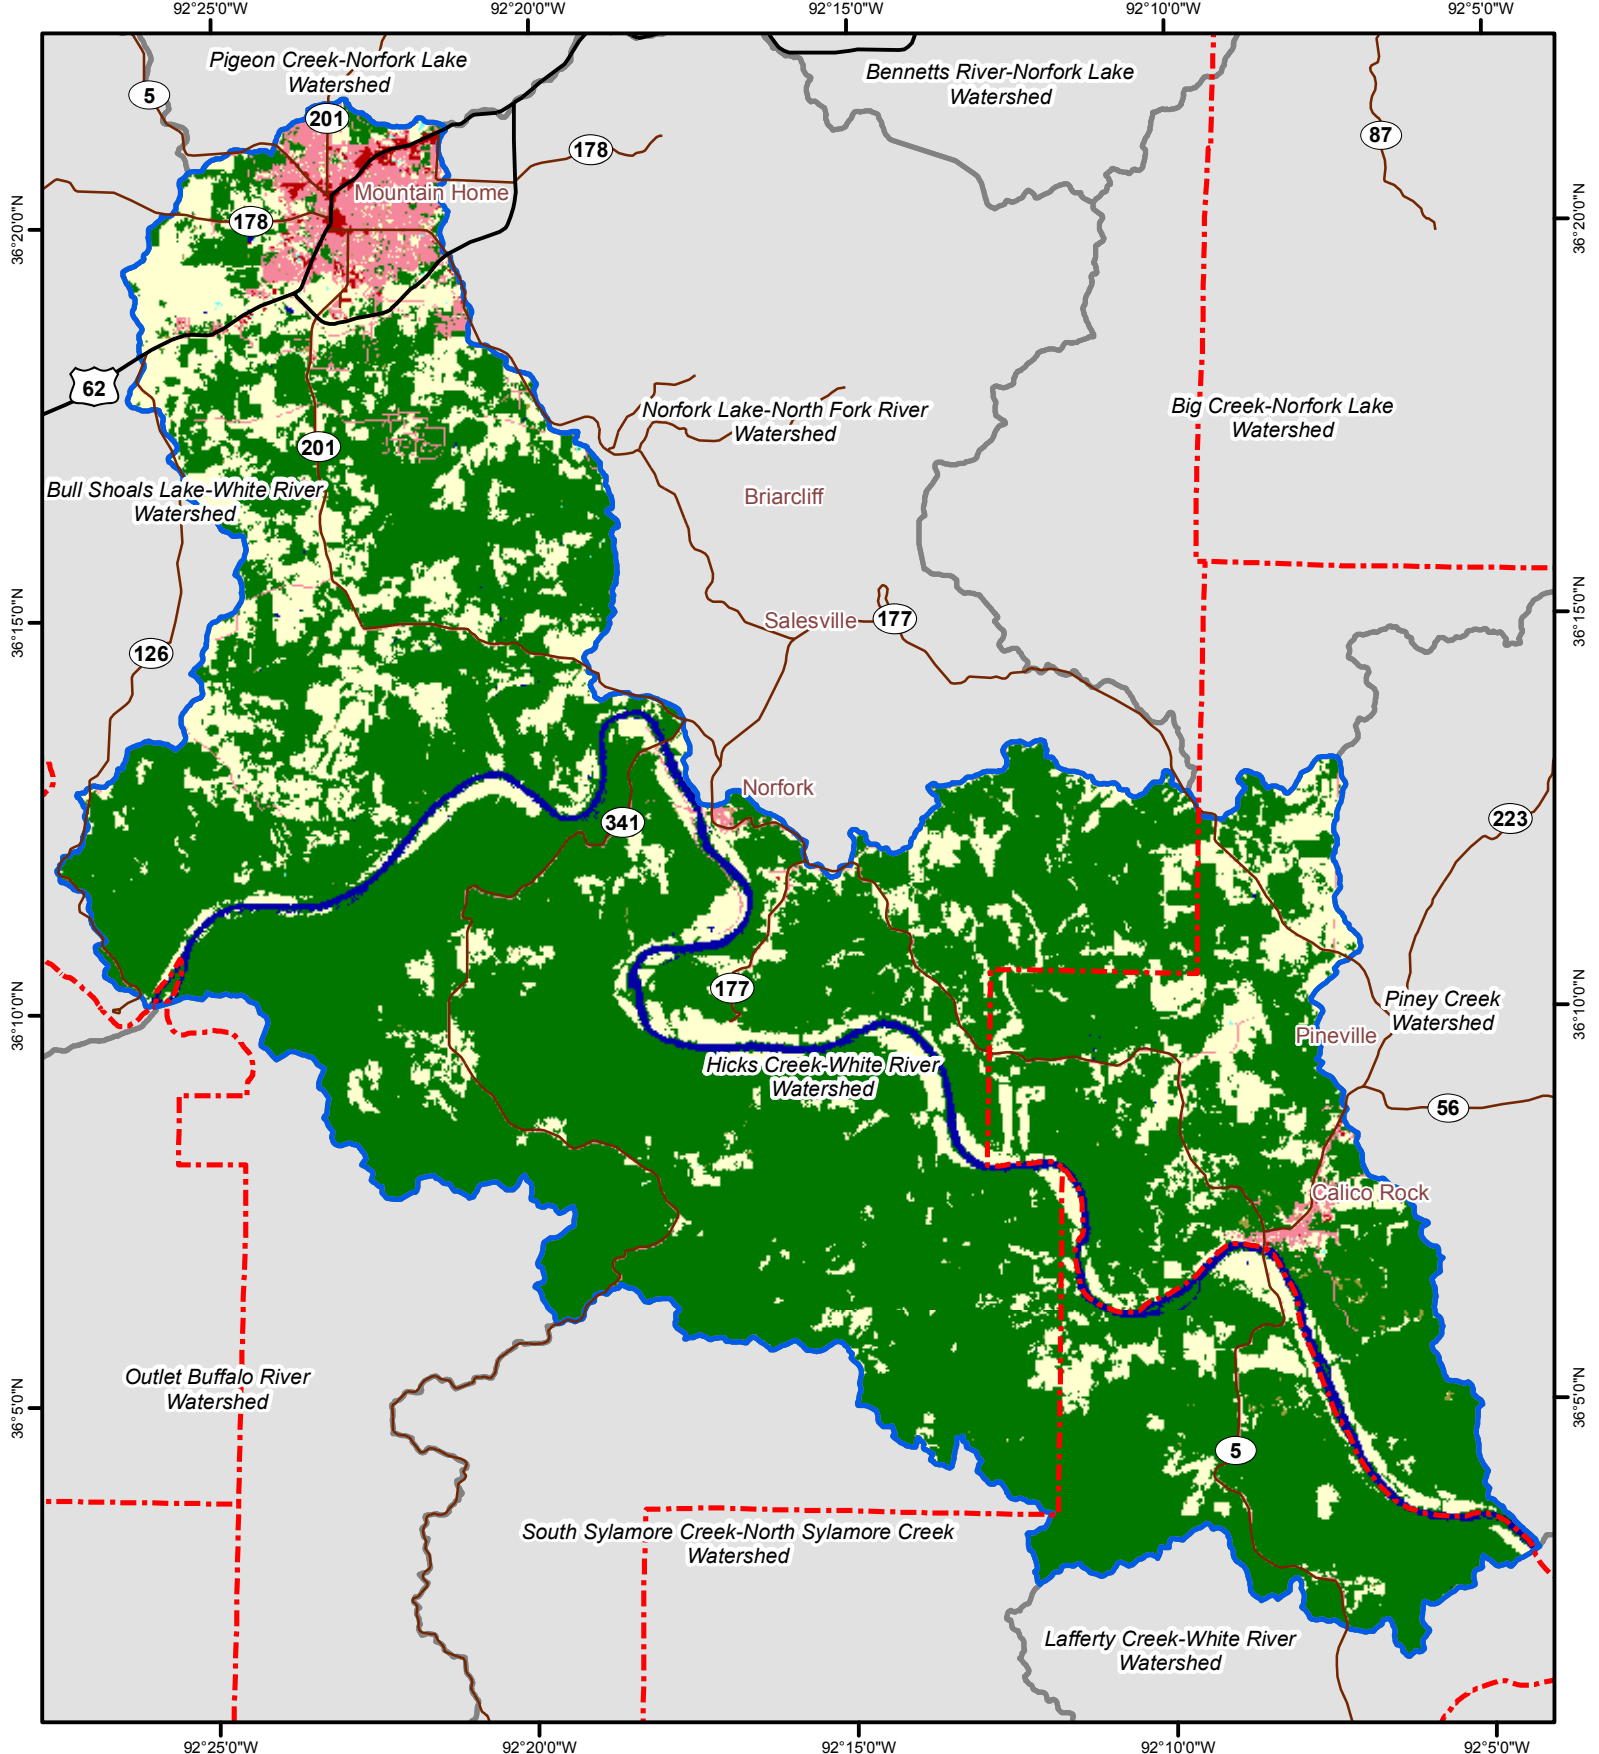 92°25'0"W
92°20'0"W
92°15'0"W
92°10'0"W
92°5'0"W
Pigeon Creek-Norfork Lake
Watershed
Bennetts River-Norfork Lake
Watershed
5
201
178
87
Mountain Home
178
36°20'0"N
36°20'0"N
62
Norfork Lake-North Fork River
Watershed
Big Creek-Norfork Lake
Watershed
201
Bull Shoals Lake-White River
Watershed
Briarcliff
36°15'0"N
36°15'0"N
Salesville
177
126
Norfork
341
223
177
36°10'0"N
36°10'0"N
Piney Creek
Watershed
Pineville
Hicks Creek-White River
Watershed
56
Calico Rock
Outlet Buffalo River
Watershed
36°5'0"N
36°5'0"N
5
South Sylamore Creek-North Sylamore Creek
Watershed
Lafferty Creek-White River
Watershed
92°25'0"W
92°20'0"W
92°15'0"W
92°10'0"W
92°5'0"W